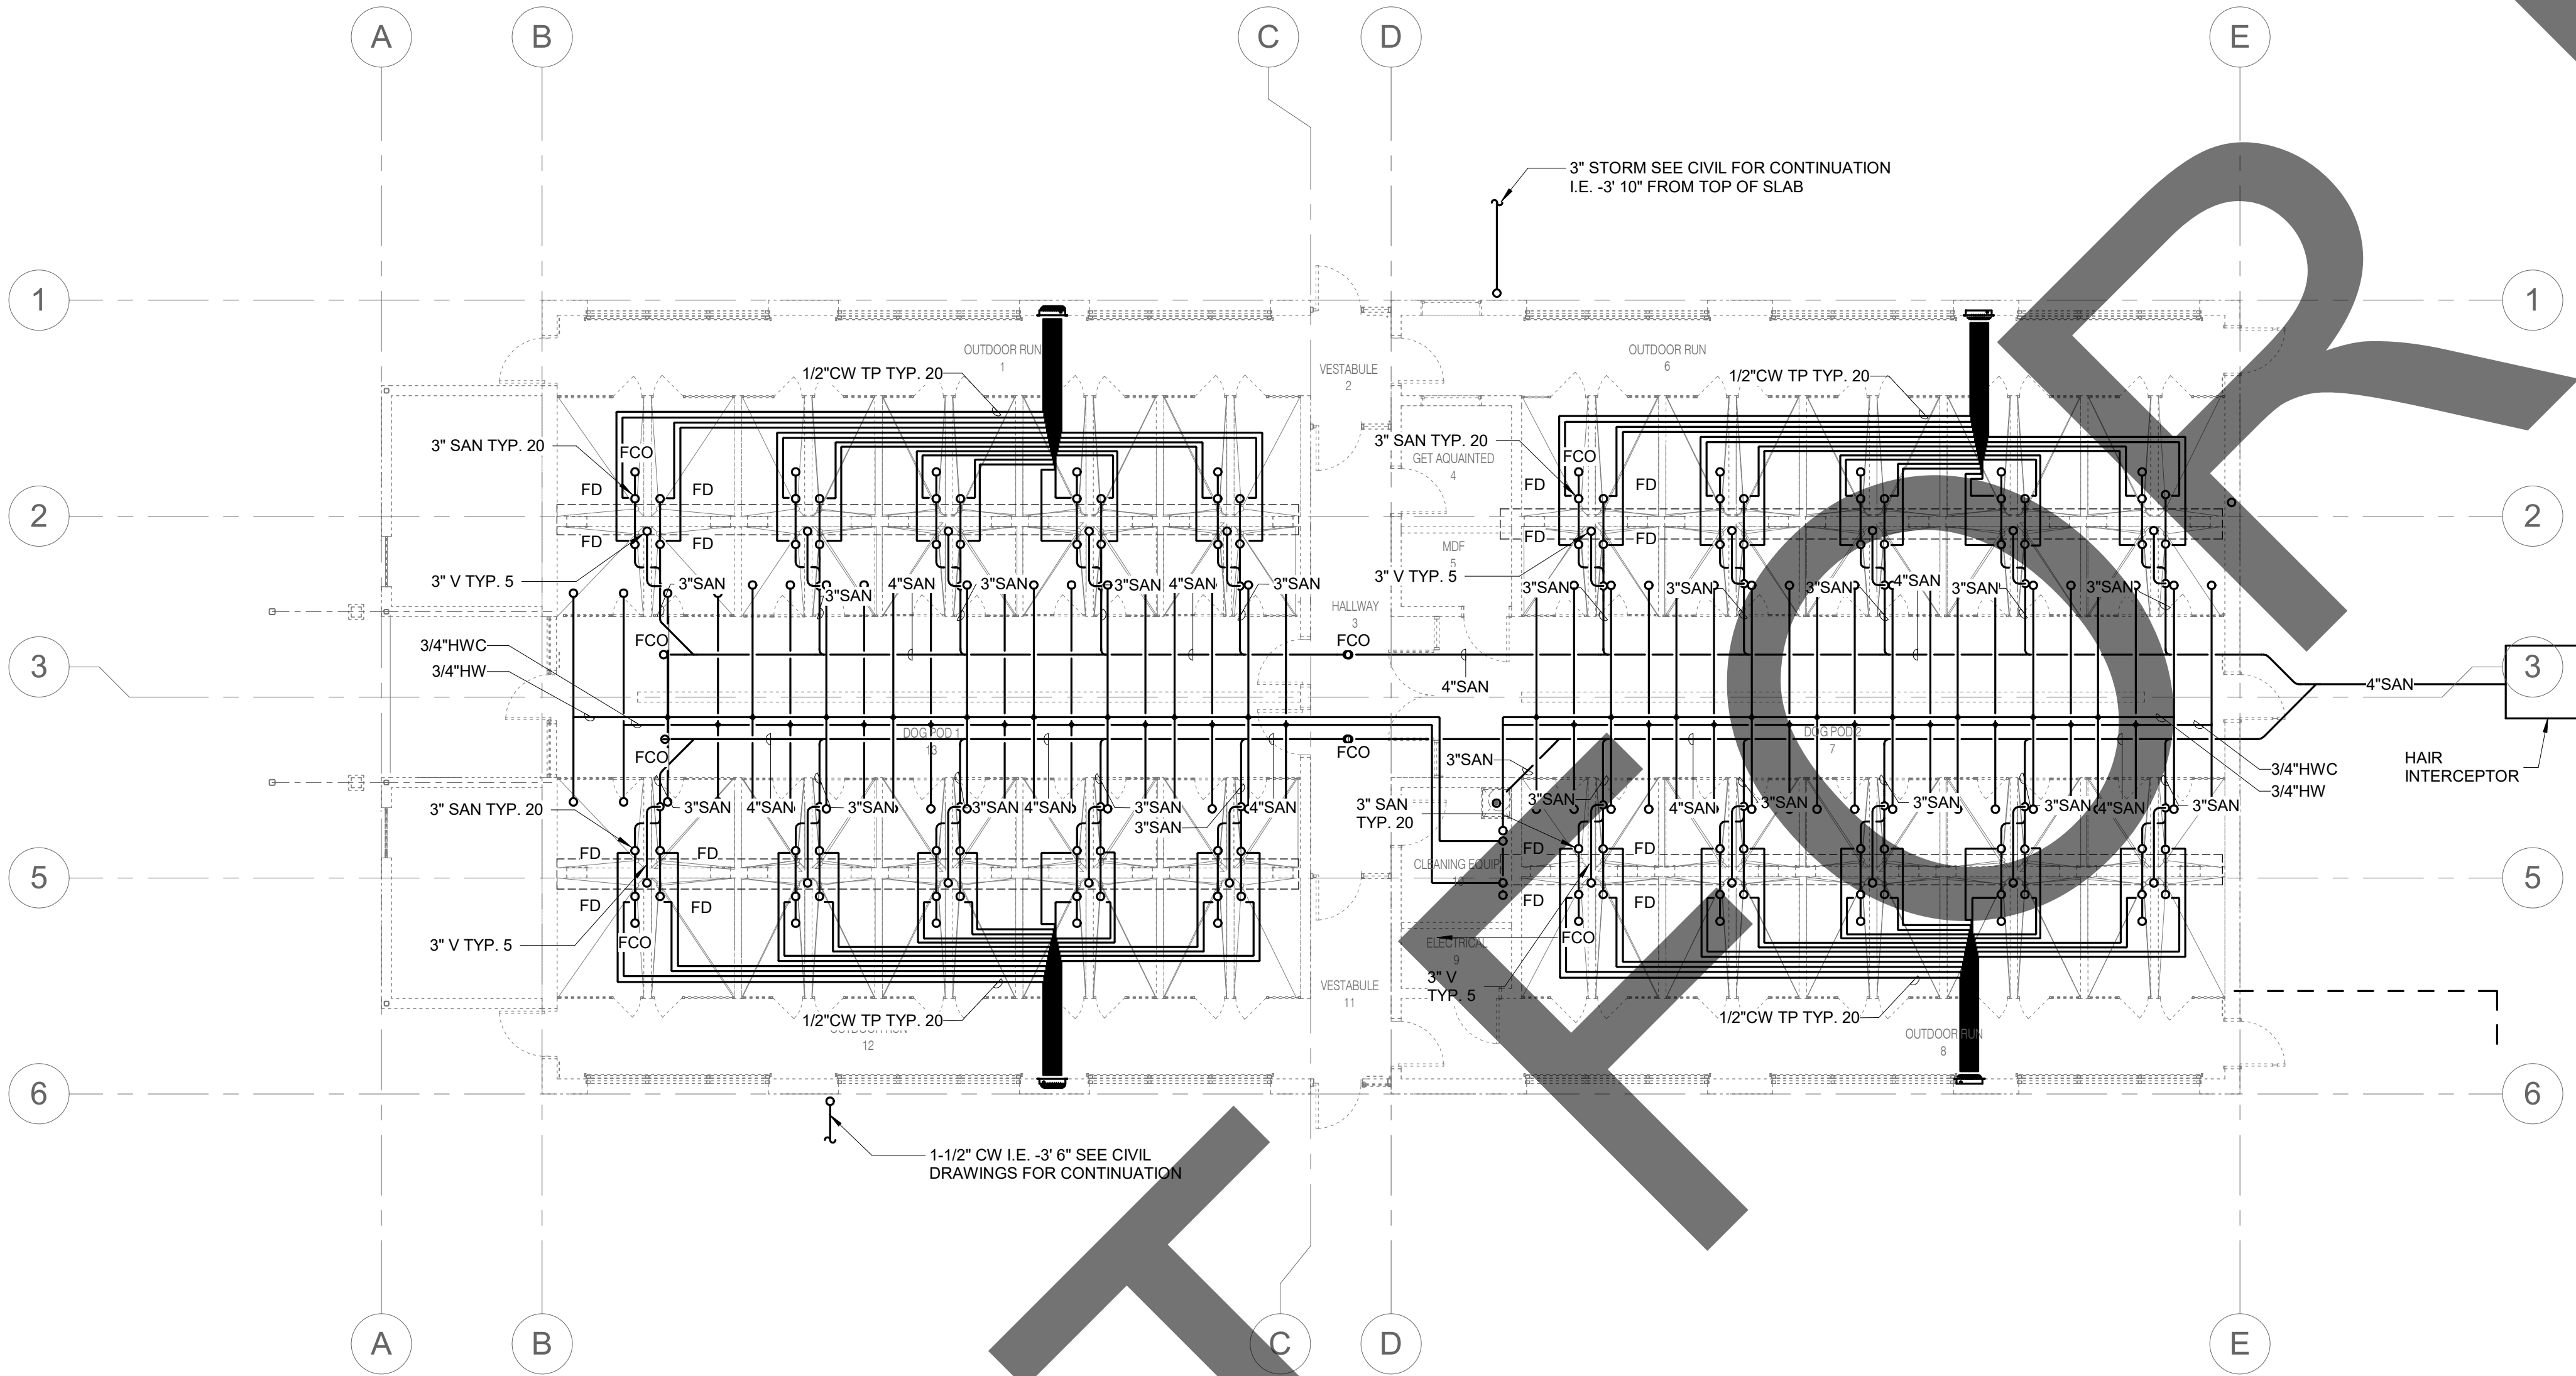 A
B
C
D
E
3" STORM SEE CIVIL FOR CONTINUATION
I.E. -3' 10" FROM TOP OF SLAB
1
1
OUTDOOR RUN
1
VESTABULE
2
OUTDOOR RUN
6
1/2"CW TP TYP. 20
1/2"CW TP TYP. 20
3" SAN TYP. 20
FCO
3" SAN TYP. 20
GET AQUAINTED
4
FCO
FD
FD
FD
FD
2
2
FD
FD
FD
FD
MDF
5
3" V TYP. 5
3" V TYP. 5
3"SAN
3"SAN
4"SAN
3"SAN
3"SAN
4"SAN
3"SAN
3"SAN
3"SAN
3"SAN
4"SAN
3"SAN
3"SAN
HALLWAY
3
FCO
FCO
3/4"HWC
3/4"HW
3
3
4"SAN
4"SAN
DOG POD 1
13
DOG POD 2
7
FCO
FCO
3"SAN
HAIR
INTERCEPTOR
3/4"HWC
3/4"HW
3" SAN TYP. 20
3"SAN
4"SAN
3"SAN
3"SAN
4"SAN
3"SAN
3"SAN
4"SAN
3" SAN
TYP. 20
3"SAN
4"SAN
3"SAN
3"SAN
3"SAN
4"SAN
3"SAN
FD
FD
FD
FD
CLEANING EQUIP
5
5
FD
FD
FD
FD
3" V TYP. 5
FCO
FCO
ELECTRICAL
9
3" V
TYP. 5
VESTABULE
11
1/2"CW TP TYP. 20
1/2"CW TP TYP. 20
OUTDOOR RUN
12
OUTDOOR RUN
8
6
6
1-1/2" CW I.E. -3' 6" SEE CIVIL
DRAWINGS FOR CONTINUATION
A
B
C
D
E